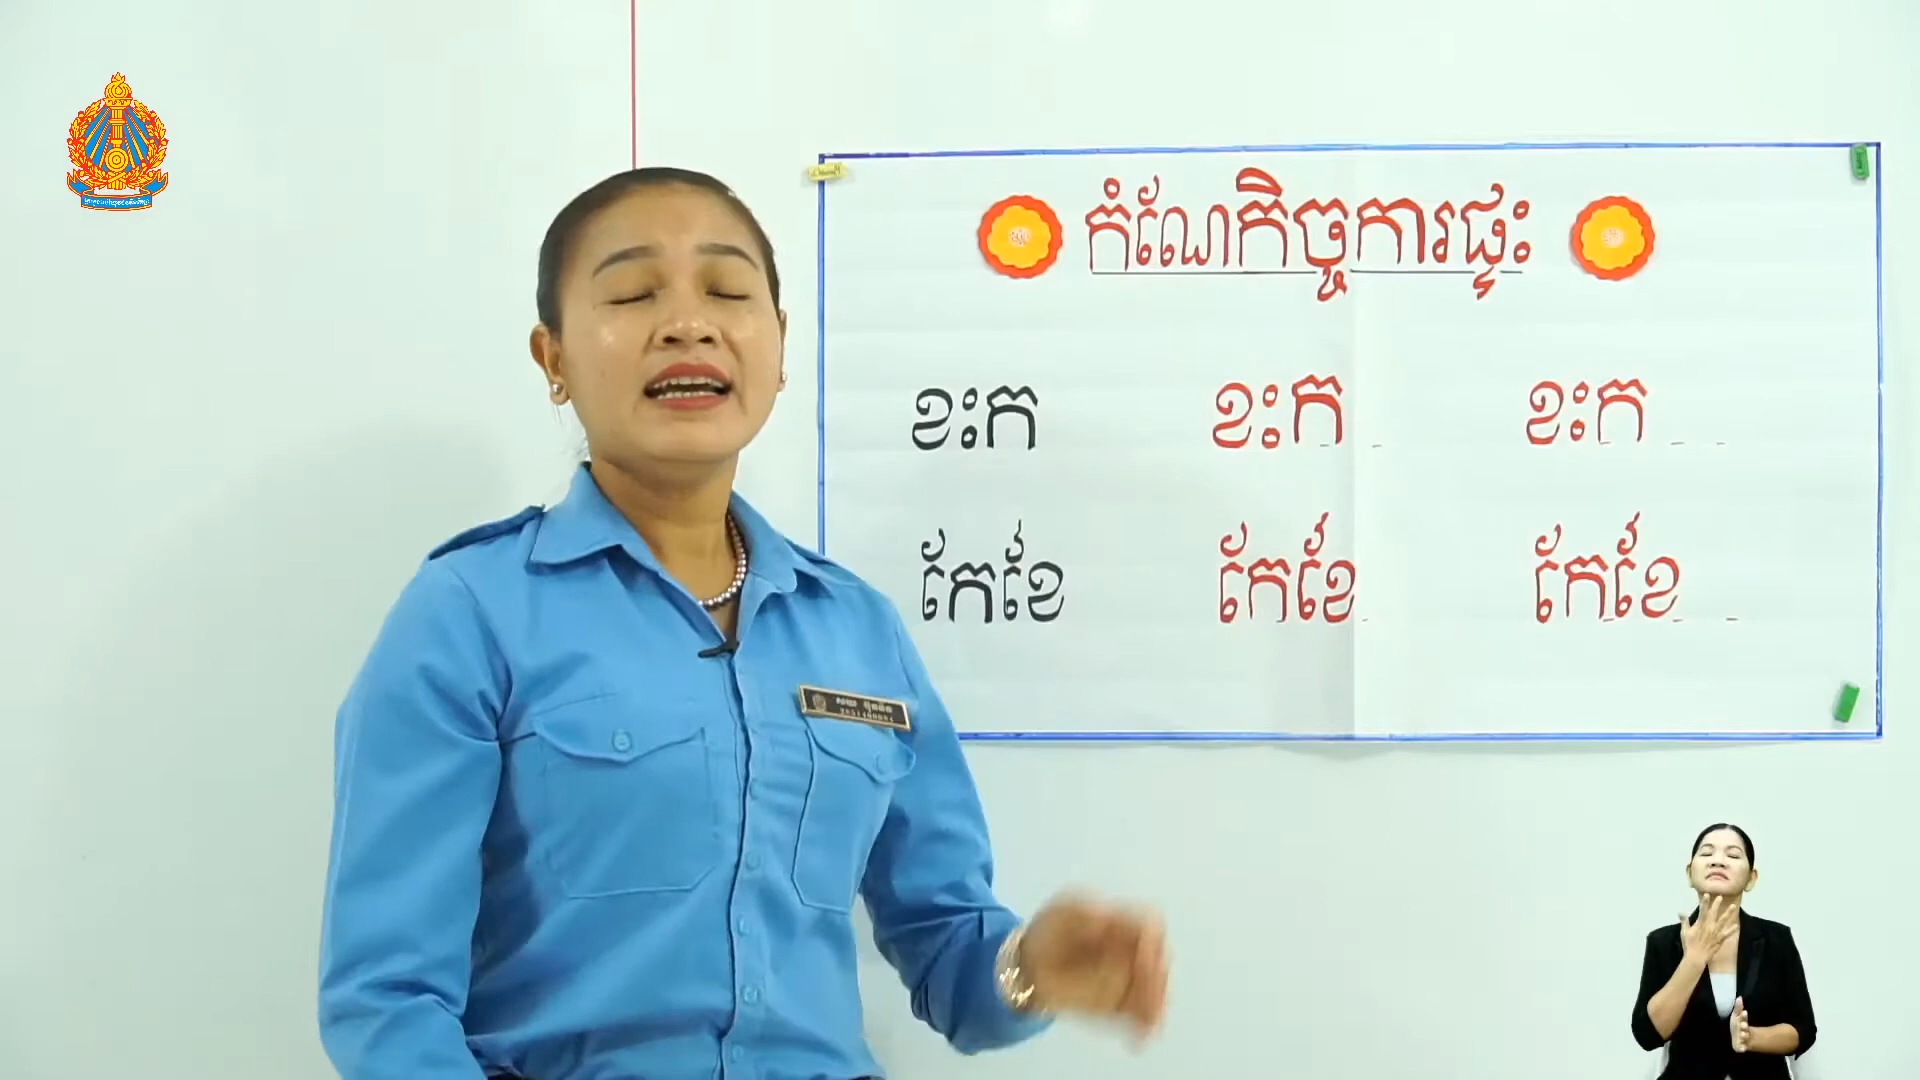 កំណែកិច្ចការផ្ទះ
ខះក ខះក ខះក
កែខែ កែខែ កែខែ